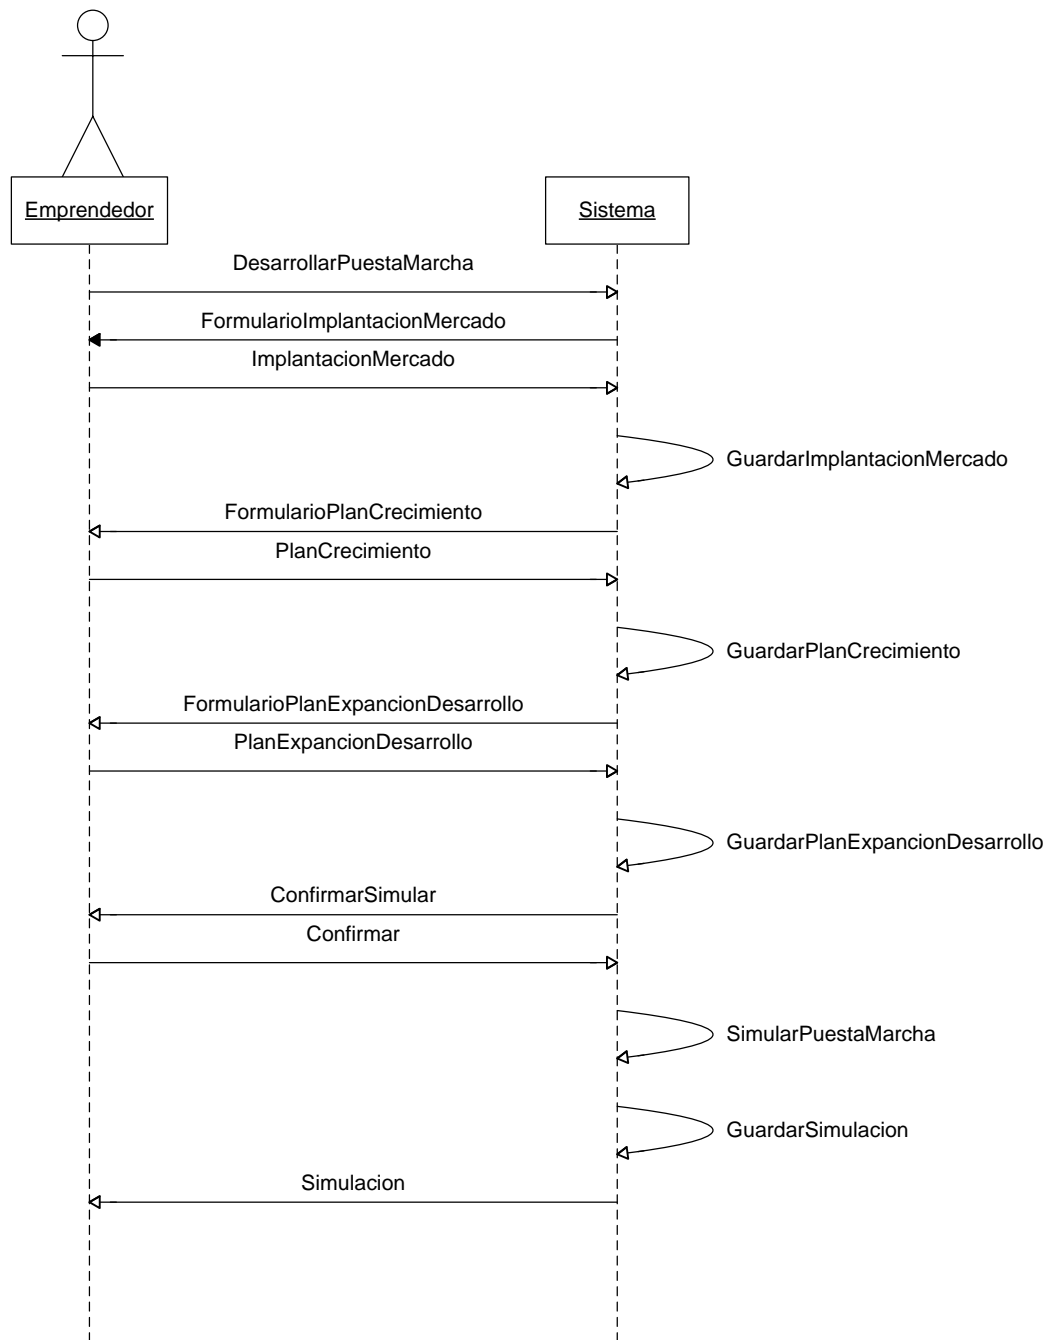 Emprendedor
Sistema
DesarrollarPuestaMarcha
FormularioImplantacionMercado
ImplantacionMercado
GuardarImplantacionMercado
FormularioPlanCrecimiento
PlanCrecimiento
GuardarPlanCrecimiento
FormularioPlanExpancionDesarrollo
PlanExpancionDesarrollo
GuardarPlanExpancionDesarrollo
ConfirmarSimular
Confirmar
SimularPuestaMarcha
GuardarSimulacion
Simulacion